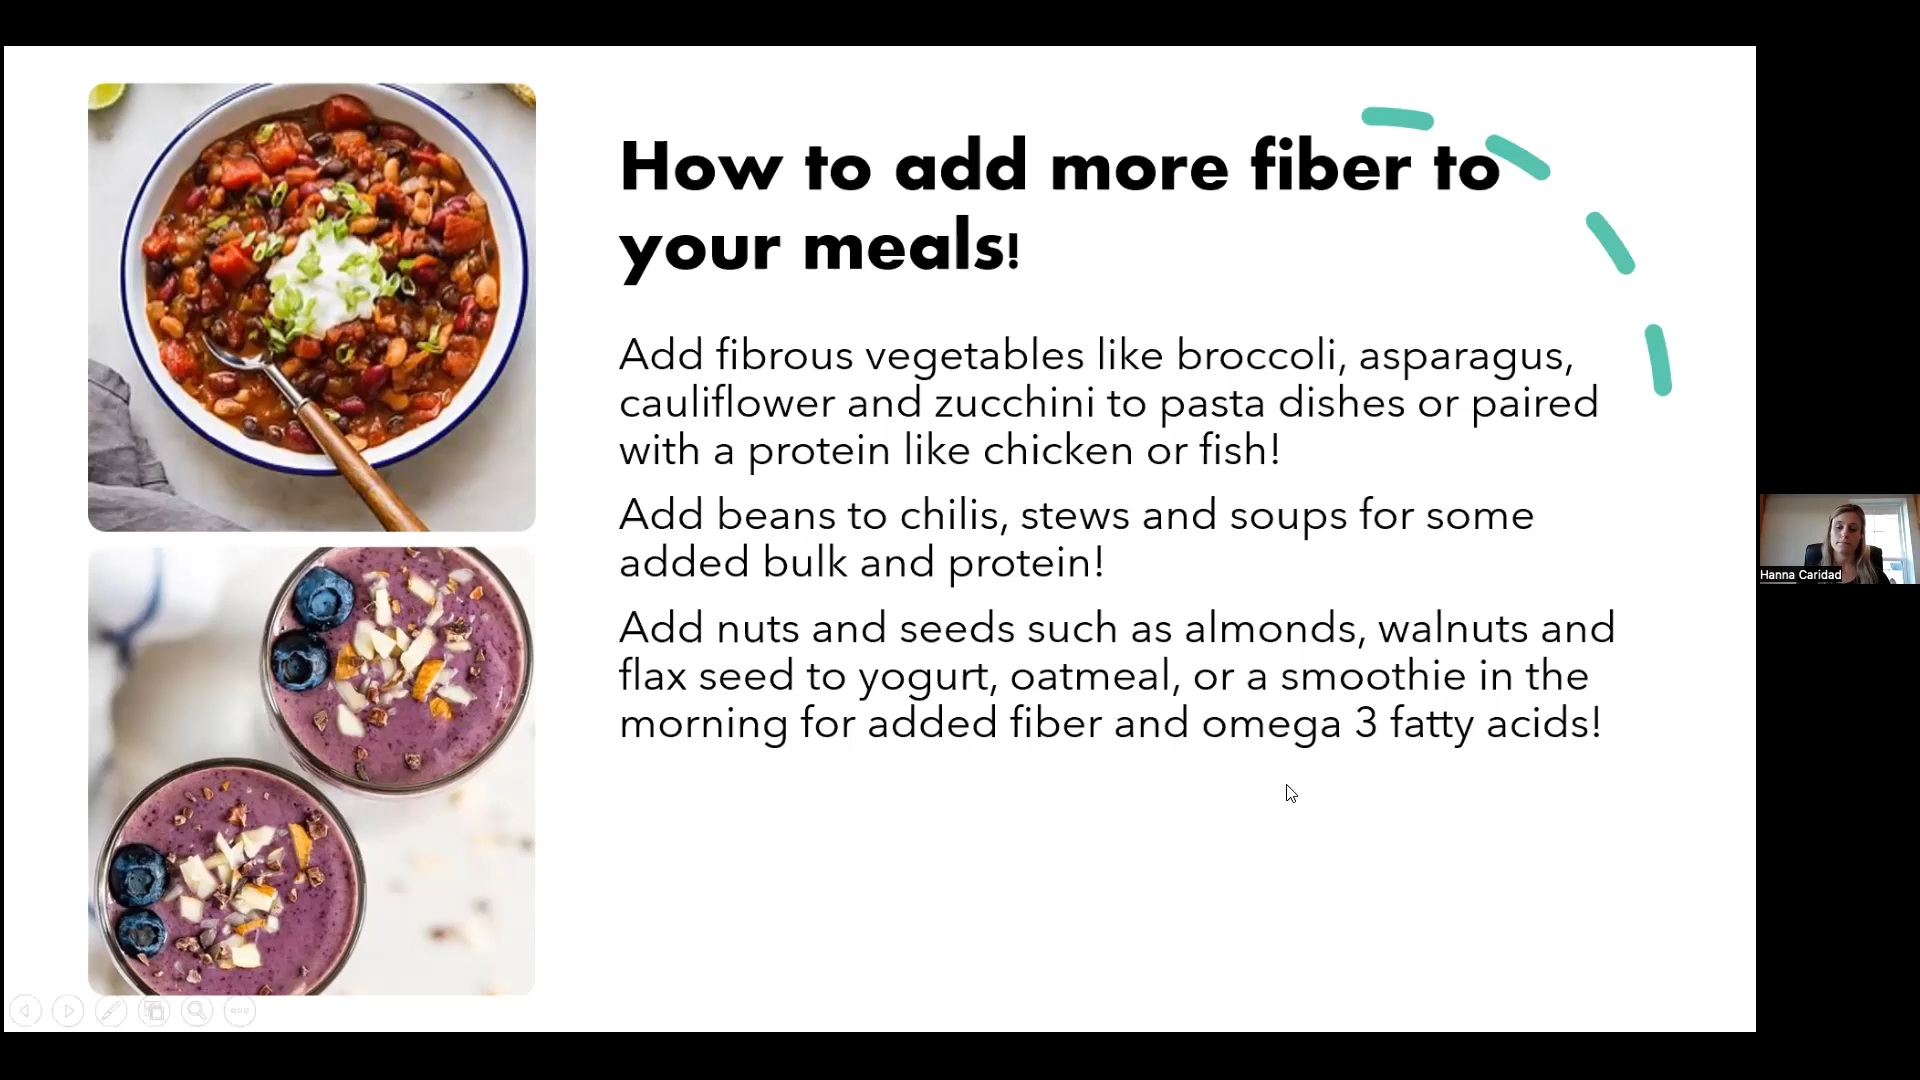 How to add more fiber to
your meals!
Add fibrous vegetables like broccoli, asparagus,
cauliflower and zucchini to pasta dishes or paired
with a protein like chicken or fish!
Add beans to chilis, stews and soups for some
added bulk and protein!
Add nuts and seeds such as almonds, walnuts and
flax seed to yogurt, oatmeal, or a smoothie in the
morning for added fiber and omega 3 fatty acids!
Hanna Caridad